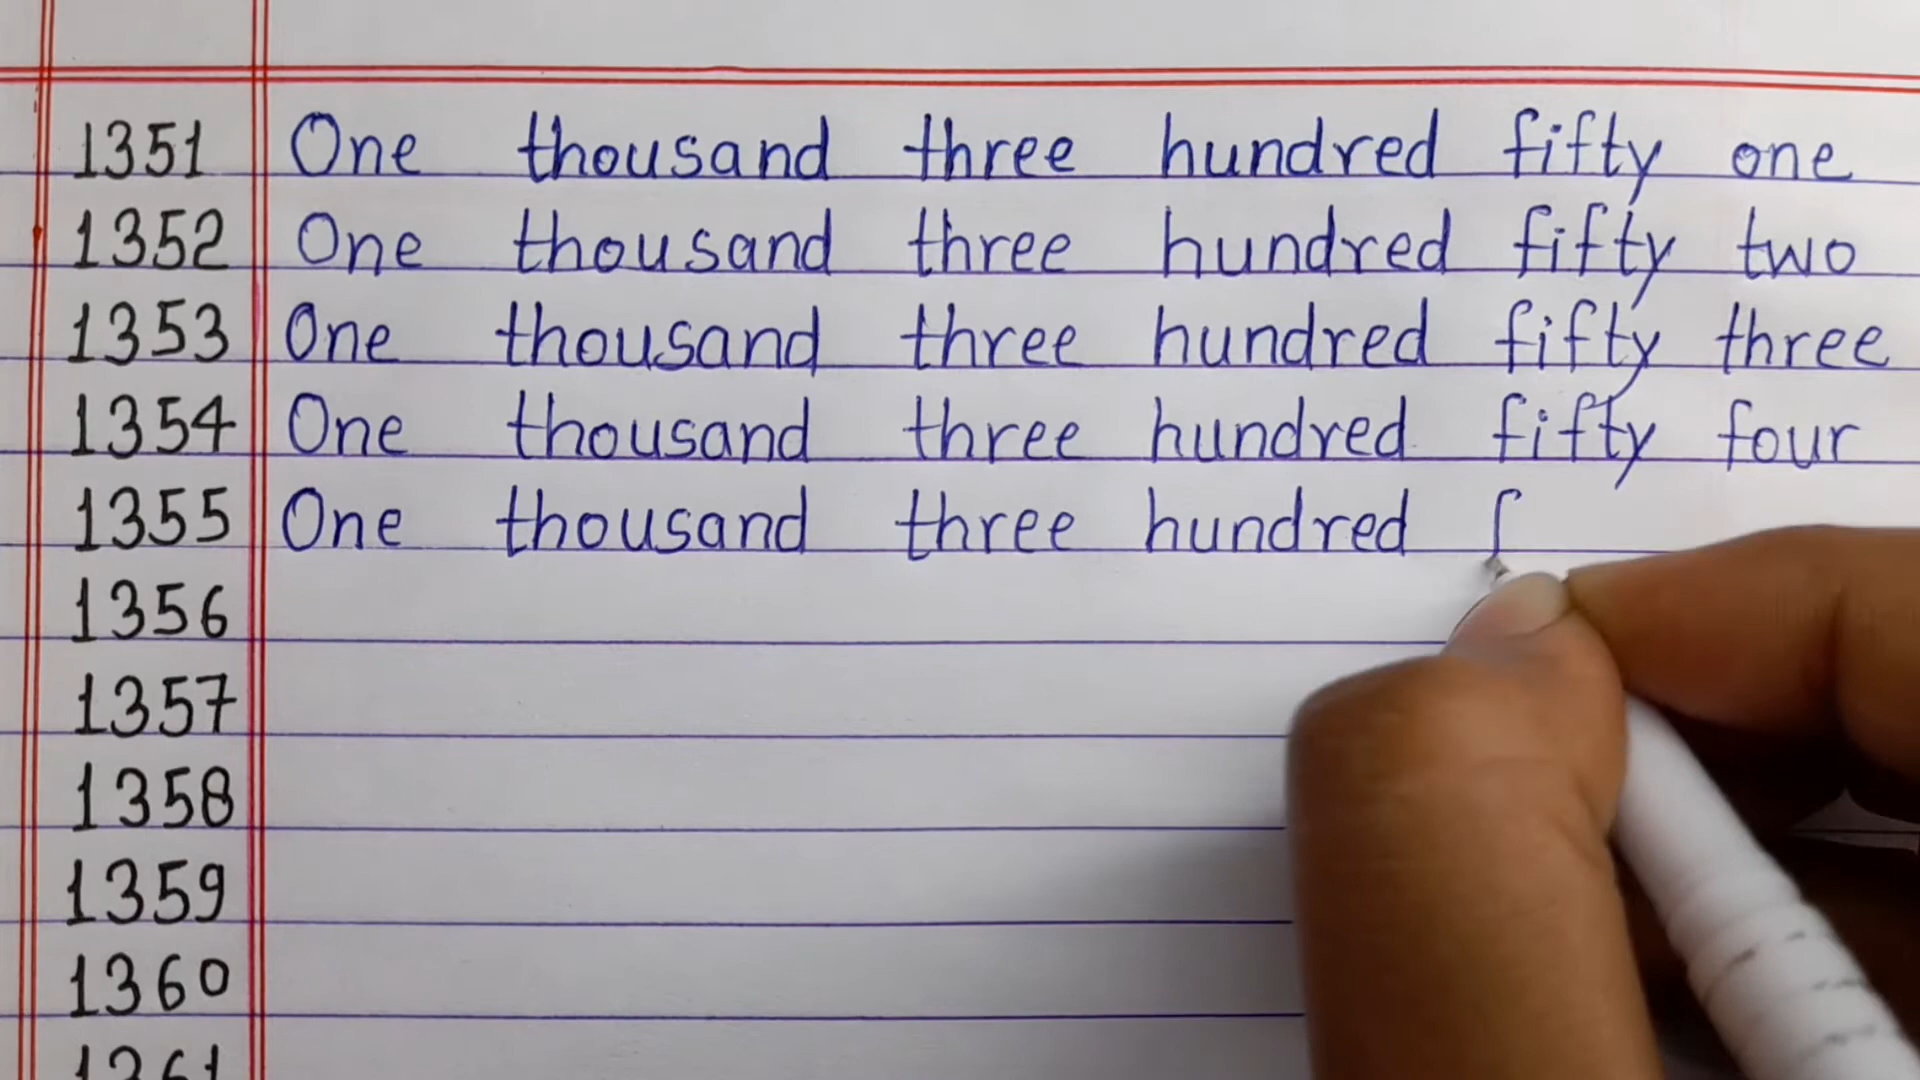 1351 One thousand three hundred fifty one
1352 One thousand three hundred fifty two
1353 One thousand three hundred fifty three
1354 One thousand three hundred fifty four
1355 One thousand three hundred f
1356
1357
1358
1359
1360
1361